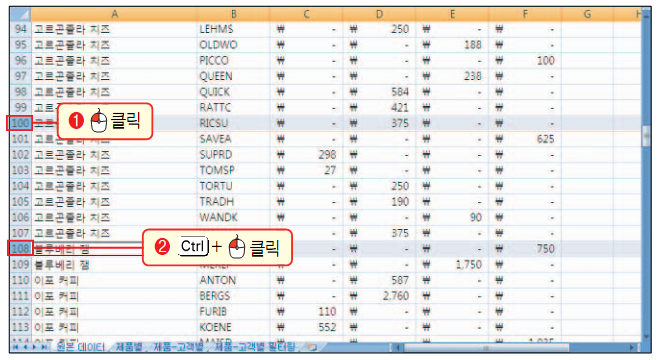 A B C D E F G H
94 고르곤졸라 치즈 LEHMS ₩ - ₩ 250 ₩ - ₩ -
95 고르곤졸라 치즈 OLDWO ₩ - ₩ - ₩ 188 ₩ -
96 고르곤졸라 치즈 PICCO ₩ - ₩ - ₩ - ₩ 100
97 고르곤졸라 치즈 QUEEN ₩ - ₩ - ₩ 238 ₩ -
98 고르곤졸라 치즈 QUICK ₩ - ₩ 584 ₩ - ₩ -
99 고르 RATTC ₩ - ₩ 421 ₩ - ₩ -
❶ 클릭
100 고르 RICSU ₩ - ₩ 375 ₩ - ₩ -
101 고르 SAVEA ₩ - ₩ - ₩ - ₩ 625
102 고르곤졸라 치즈 SUPRD ₩ 298 ₩ - ₩ - ₩ -
103 고르곤졸라 치즈 TOMSP ₩ 27 ₩ - ₩ - ₩ -
104 고르곤졸라 치즈 TORTU ₩ - ₩ 250 ₩ - ₩ -
105 고르곤졸라 치즈 TRADH ₩ - ₩ 190 ₩ - ₩ -
106 고르곤졸라 치즈 WANDK ₩ - ₩ - ₩ 90 ₩ -
107 고르곤졸라 치즈 ₩ - ₩ 375 ₩ - ₩ -
❷ Ctrl + 클릭
108 블루베리 잼 ₩ - ₩ - ₩ - ₩ 750
109 블루베리 잼 ₩ - ₩ - ₩ 1,750 ₩ -
110 이포 커피 ANTON ₩ - ₩ 587 ₩ - ₩ -
111 이포 커피 BERGS ₩ - ₩ 2,760 ₩ - ₩ -
112 이포 커피 FURIB ₩ 110 ₩ - ₩ - ₩ -
113 이포 커피 KOENE ₩ 552 ₩ - ₩ - ₩ -
원본 데이터 제품별 제품-고객별 제품-고객별 필터링